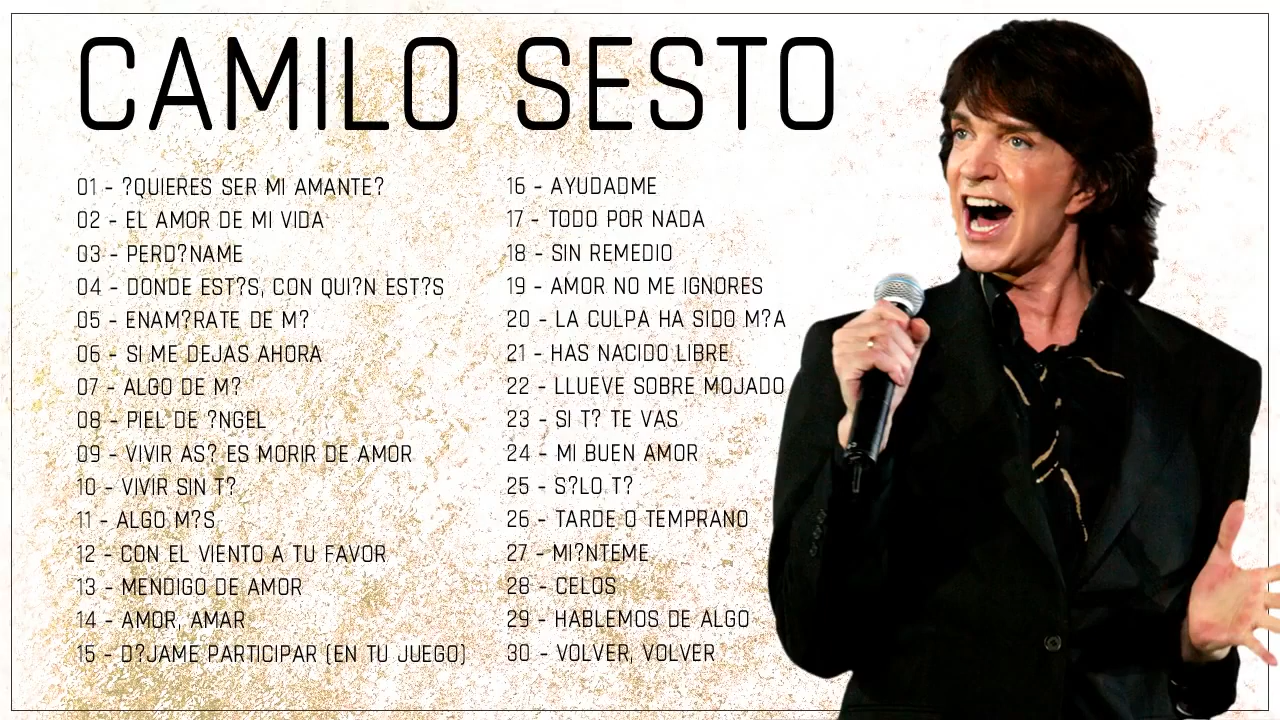 CAMILO SESTO
01 - ?QUIERES SER MI AMANTE?
02 - EL AMOR DE MI VIDA
03 - PERD?NAME
04 - DONDE EST?S, CON QUI?N EST?S
05 - ENAM?RATE DE M?
06 - SI ME DEJAS AHORA
07 - ALGO DE M?
08 - PIEL DE ?NGEL
09 - VIVIR AS? ES MORIR DE AMOR
10 - VIVIR SIN T?
11 - ALGO M?S
12 - CON EL VIENTO A TU FAVOR
13 - MENDIGO DE AMOR
14 - AMOR, AMAR
15 - D?JAME PARTICIPAR (EN TU JUEGO)
16 - AYUDADME
17 - TODO POR NADA
18 - SIN REMEDIO
19 - AMOR NO ME IGNORES
20 - LA CULPA HA SIDO M?A
21 - HAS NACIDO LIBRE
22 - LLUEVE SOBRE MOJADO
23 - SI T? TE VAS
24 - MI BUEN AMOR
25 - S?LO T?
26 - TARDE O TEMPRANO
27 - MI?NTEME
28 - CELOS
29 - HABLEMOS DE ALGO
30 - VOLVER, VOLVER